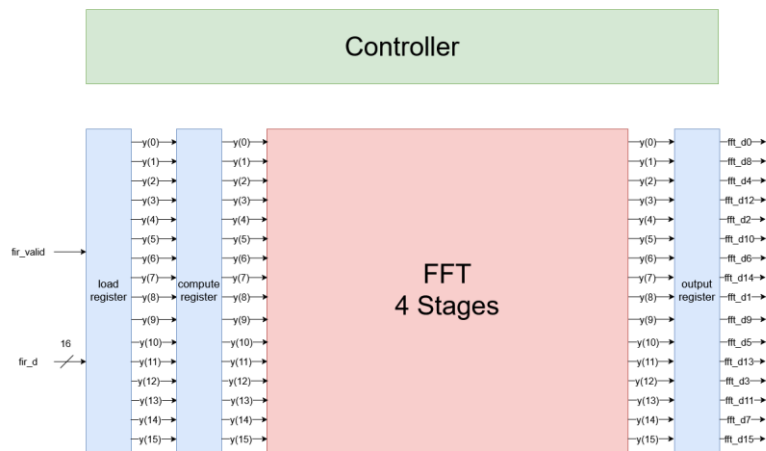 Controller
y(0) y(0) y(0) fft_d0
y(1) y(1) y(1) fft_d8
y(2) y(2) y(2) fft_d4
y(3) y(3) y(3) fft_d12
y(4) y(4) y(4) fft_d2
y(5) y(5) y(5) fft_d10
fir_valid
y(6) y(6) y(6) fft_d6
y(7) y(7) y(7) fft_d14
load
register
compute
register
FFT
4 Stages
output
register
y(8) y(8) y(8) fft_d1
y(9) y(9) y(9) fft_d9
16
y(10) y(10) y(10) fft_d5
fir_d
y(11) y(11) y(11) fft_d13
y(12) y(12) y(12) fft_d3
y(13) y(13) y(13) fft_d11
y(14) y(14) y(14) fft_d7
y(15) y(15) y(15) fft_d15